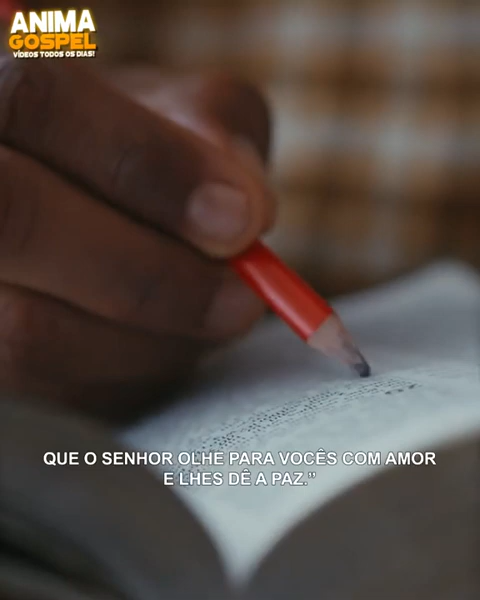 ANIMA
GOSPEL
VÍDEOS TODOS OS DIAS!
QUE O SENHOR OLHE PARA VOCÊS COM AMOR
E LHES DÊ A PAZ.”